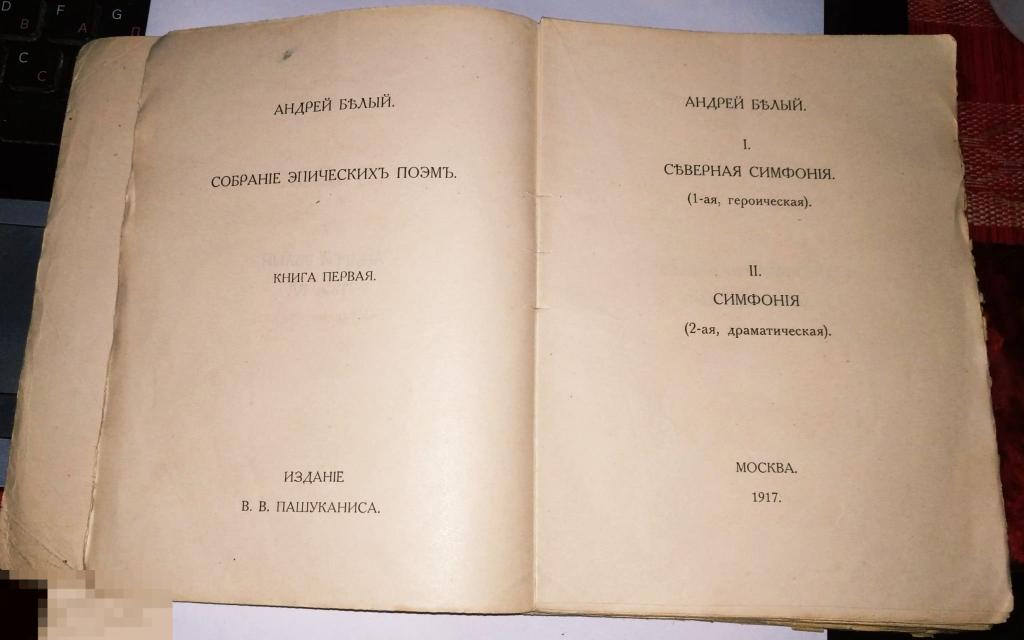 D
F
G
В
А
П
C
С
АНДРЕЙ БѢЛЫЙ.
СОБРАНІЕ ЭПИЧЕСКИХЪ ПОЭМЪ.
КНИГА ПЕРВАЯ.
ИЗДАНІЕ
В. В. ПАШУКАНИСА.
АНДРЕЙ БѢЛЫЙ.
I.
СѢВЕРНАЯ СИМФОНІЯ.
(1-ая, героическая).
II.
СИМФОНІЯ
(2-ая, драматическая).
МОСКВА.
1917.